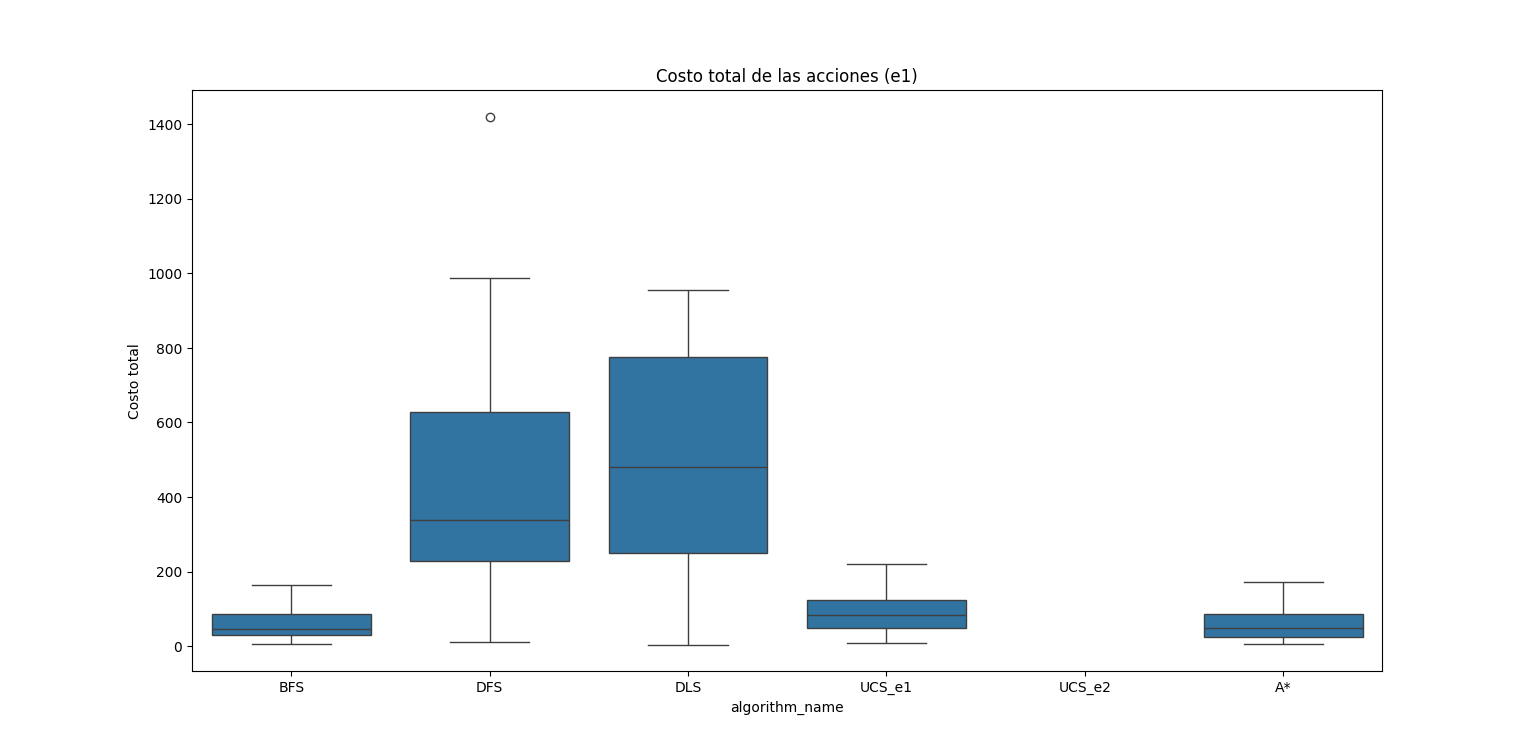 Costo total de las acciones (e1)
1400
1200
1000
800
600
400
200
0
Costo total
BFS DFS DLS UCS_e1 UCS_e2 A*
algorithm_name